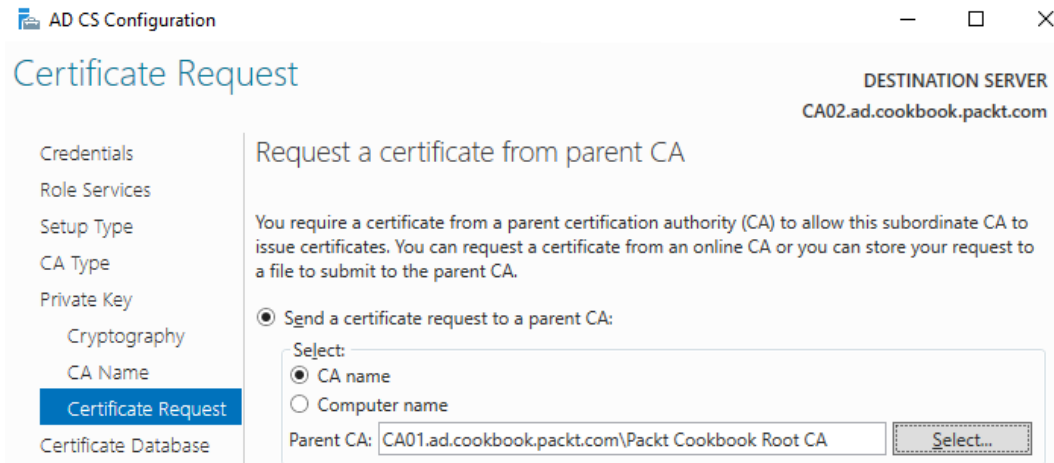 AD CS Configuration
Certificate Request
DESTINATION SERVER
CA02.ad.cookbook.packt.com
Credentials
Role Services
Setup Type
CA Type
Private Key
Cryptography
CA Name
Certificate Request
Certificate Database
Request a certificate from parent CA
You require a certificate from a parent certification authority (CA) to allow this subordinate CA to
issue certificates. You can request a certificate from an online CA or you can store your request to
a file to submit to the parent CA.
Send a certificate request to a parent CA:
Select:
CA name
Computer name
Parent CA: CA01.ad.cookbook.packt.com\Packt Cookbook Root CA Select...